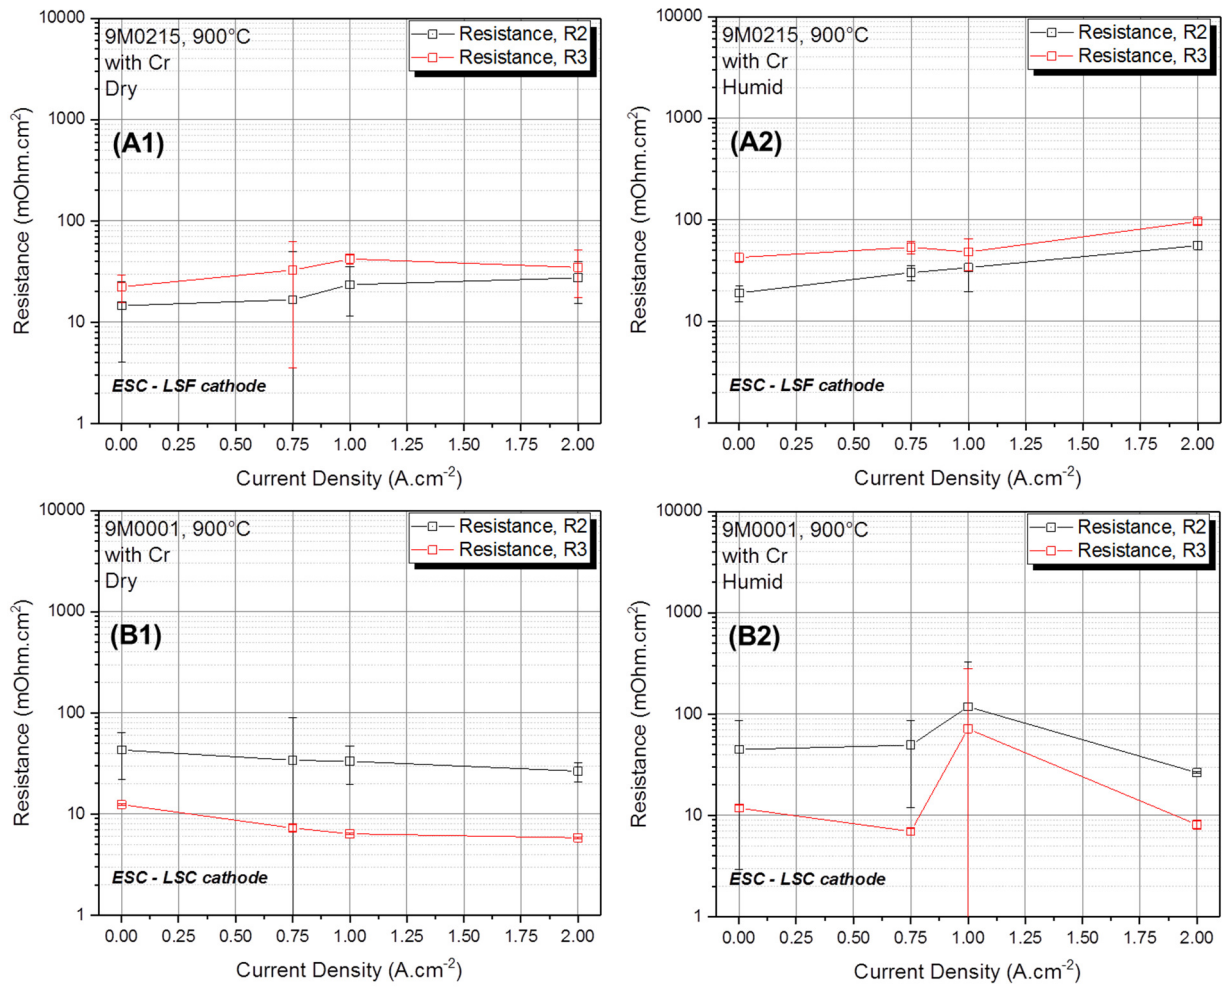 9M0215, 900°C
with Cr
Dry
(A1)
Resistance, R2
Resistance, R3
ESC - LSF cathode
Resistance (mOhm.cm²)
10000
1000
100
10
1
0.00 0.25 0.50 0.75 1.00 1.25 1.50 1.75 2.00
Current Density (A.cm⁻²)
9M0215, 900°C
with Cr
Humid
(A2)
Resistance, R2
Resistance, R3
ESC - LSF cathode
Resistance (mOhm.cm²)
10000
1000
100
10
1
0.00 0.25 0.50 0.75 1.00 1.25 1.50 1.75 2.00
Current Density (A.cm⁻²)
9M0001, 900°C
with Cr
Dry
(B1)
Resistance, R2
Resistance, R3
ESC - LSC cathode
Resistance (mOhm.cm²)
10000
1000
100
10
1
0.00 0.25 0.50 0.75 1.00 1.25 1.50 1.75 2.00
Current Density (A.cm⁻²)
9M0001, 900°C
with Cr
Humid
(B2)
Resistance, R2
Resistance, R3
ESC - LSC cathode
Resistance (mOhm.cm²)
10000
1000
100
10
1
0.00 0.25 0.50 0.75 1.00 1.25 1.50 1.75 2.00
Current Density (A.cm⁻²)